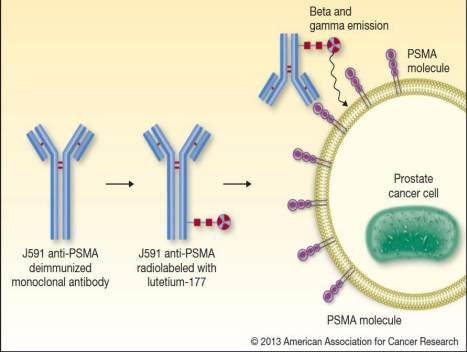 Beta and
gamma emission
PSMA
molecule
Prostate
cancer cell
J591 anti-PSMA
deimmunized
monoclonal antibody
J591 anti-PSMA
radiolabeled with
lutetium-177
PSMA molecule
© 2013 American Association for Cancer Research